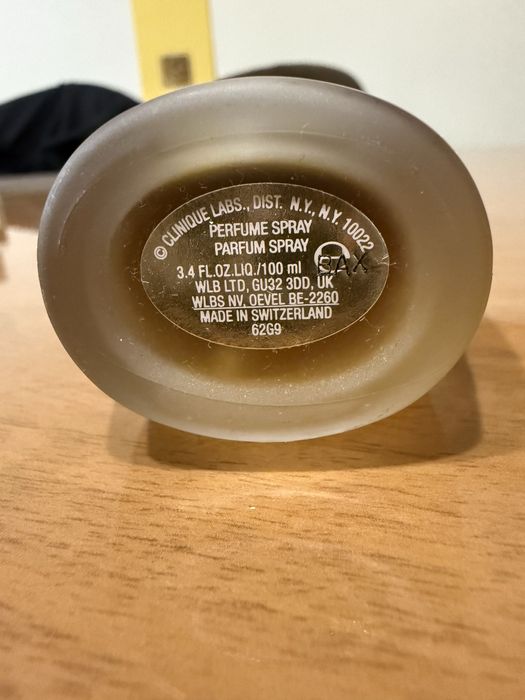 © CLINIQUE LABS., DIST. N.Y., N.Y. 10022
PERFUME SPRAY
PARFUM SPRAY
3.4 FL.OZ.LIQ./100 ml
BAX
WLB LTD, GU32 3DD, UK
WLBS NV, OEVEL BE-2260
MADE IN SWITZERLAND
62G9